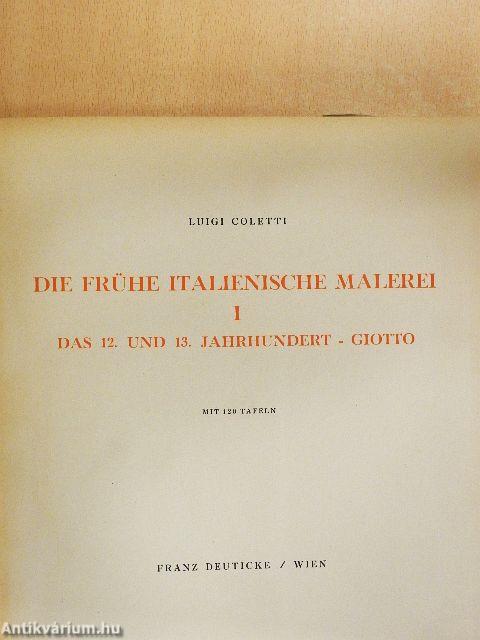 LUIGI COLETTI
DIE FRÜHE ITALIENISCHE MALEREI
I
DAS 12. UND 13. JAHRHUNDERT - GIOTTO
MIT 120 TAFELN
FRANZ DEUTICKE / WIEN
Antikvárium.hu